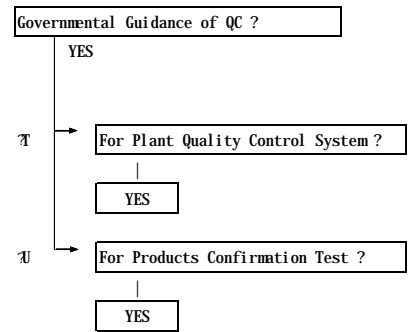 Governmental Guidance of QC ?
YES
?T
For Plant Quality Control System ?
YES
?U
For Products Confirmation Test ?
YES